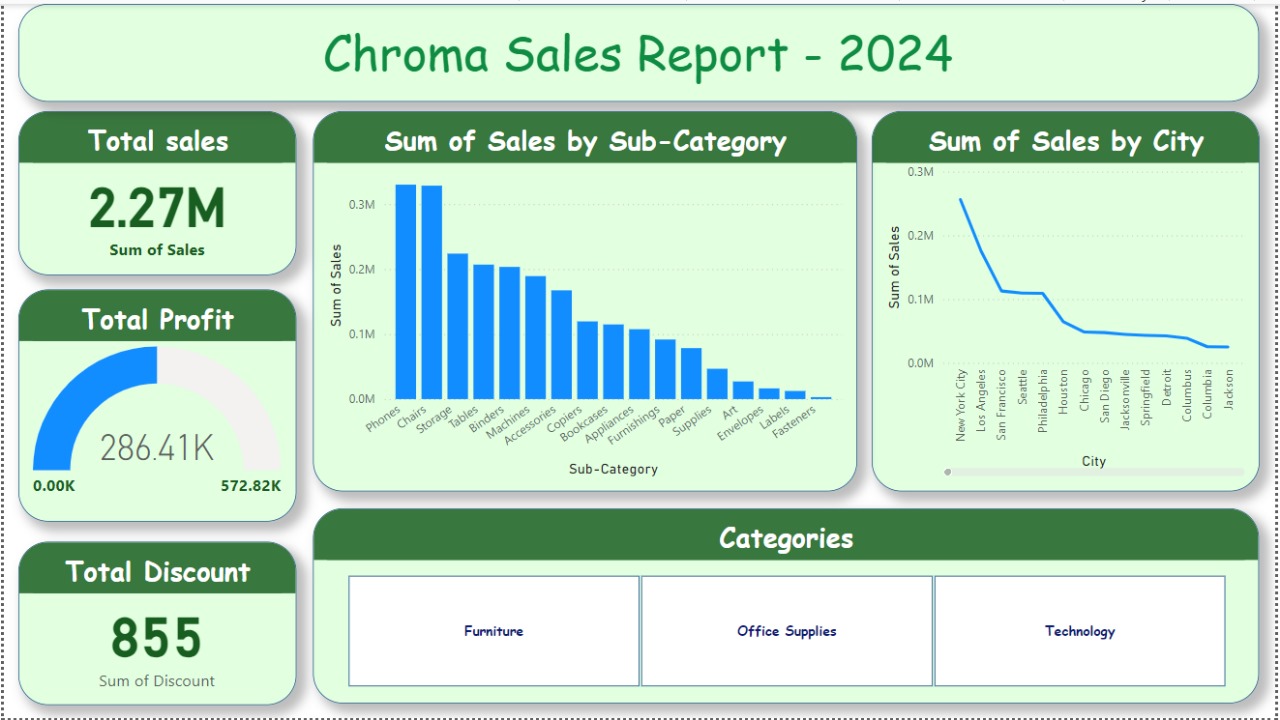 Chroma Sales Report - 2024
Total sales
2.27M
Sum of Sales
Total Profit
286.41K
0.00K
572.82K
Total Discount
855
Sum of Discount
Sum of Sales by Sub-Category
Sum of Sales
0.3M
0.2M
0.1M
0.0M
Phones
Chairs
Storage
Tables
Binders
Machines
Accessories
Copiers
Bookcases
Appliances
Furnishings
Paper
Supplies
Art
Envelopes
Labels
Fasteners
Sub-Category
Sum of Sales by City
Sum of Sales
0.3M
0.2M
0.1M
0.0M
New York City
Los Angeles
San Francisco
Seattle
Philadelphia
Houston
Chicago
San Diego
Jacksonville
Springfield
Detroit
Columbus
Columbia
Jackson
City
Categories
Furniture
Office Supplies
Technology